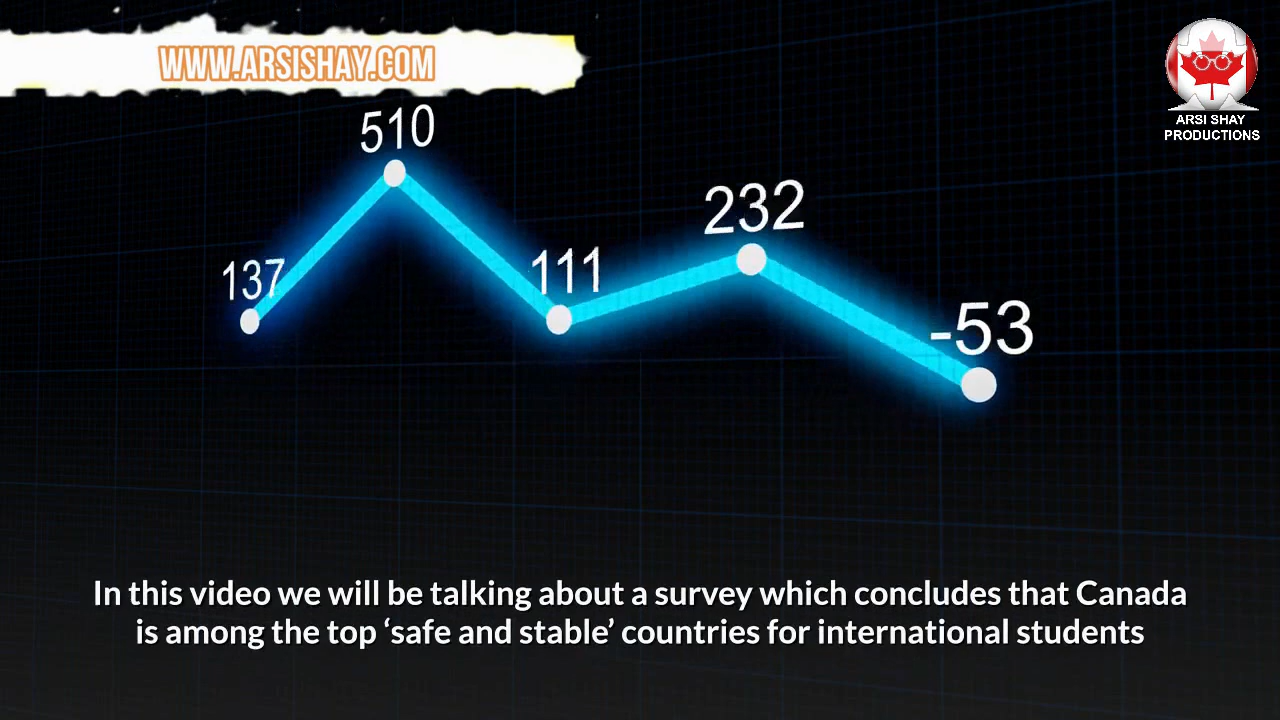 WWW.ARSISHAY.COM
ARSI SHAY
PRODUCTIONS
510
232
137
111
-53
In this video we will be talking about a survey which concludes that Canada
is among the top ‘safe and stable’ countries for international students